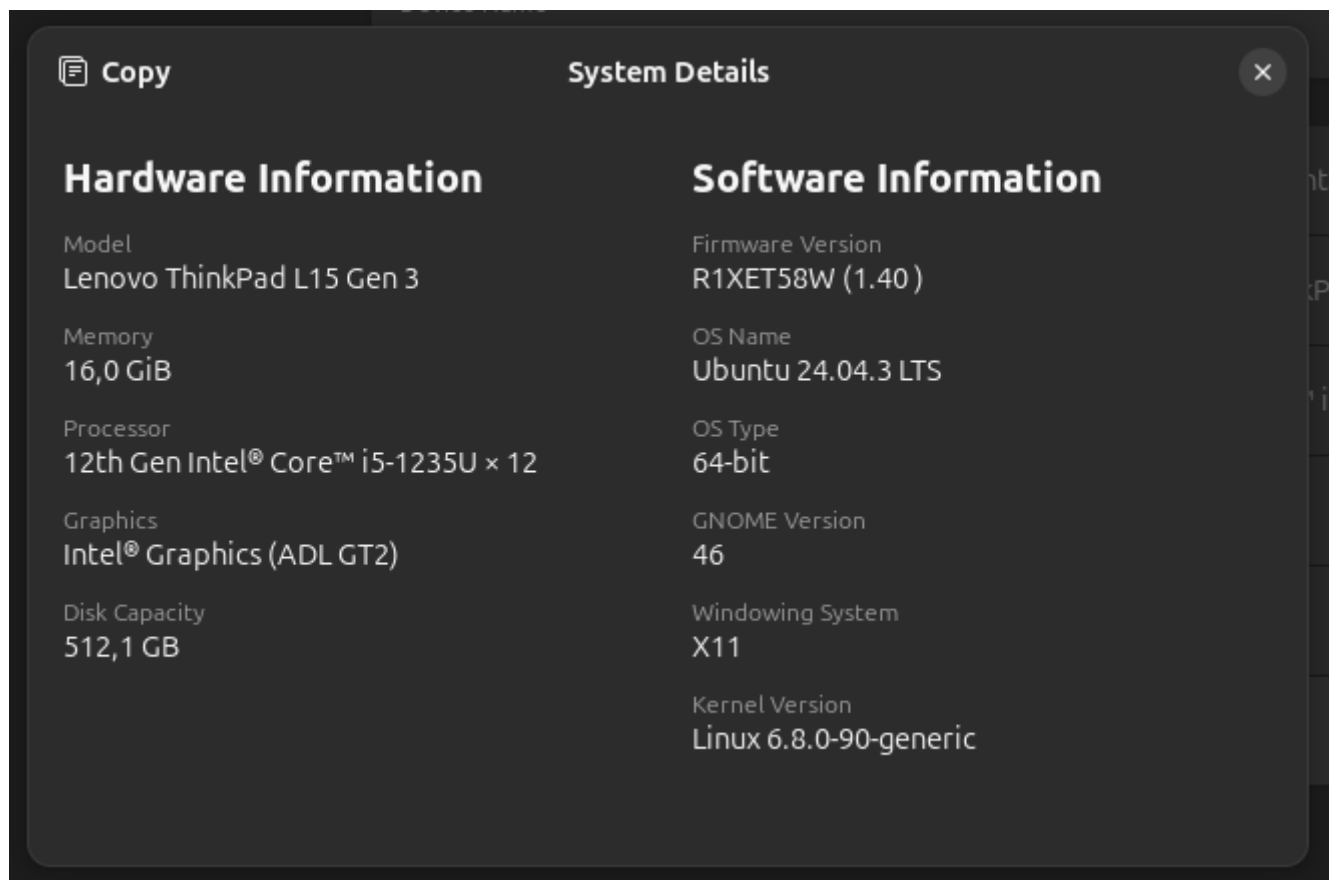 Copy
System Details
Hardware Information
Model
Lenovo ThinkPad L15 Gen 3
Memory
16,0 GiB
Processor
12th Gen Intel® Core™ i5-1235U × 12
Graphics
Intel® Graphics (ADL GT2)
Disk Capacity
512,1 GB
Software Information
Firmware Version
R1XET58W (1.40 )
OS Name
Ubuntu 24.04.3 LTS
OS Type
64-bit
GNOME Version
46
Windowing System
X11
Kernel Version
Linux 6.8.0-90-generic